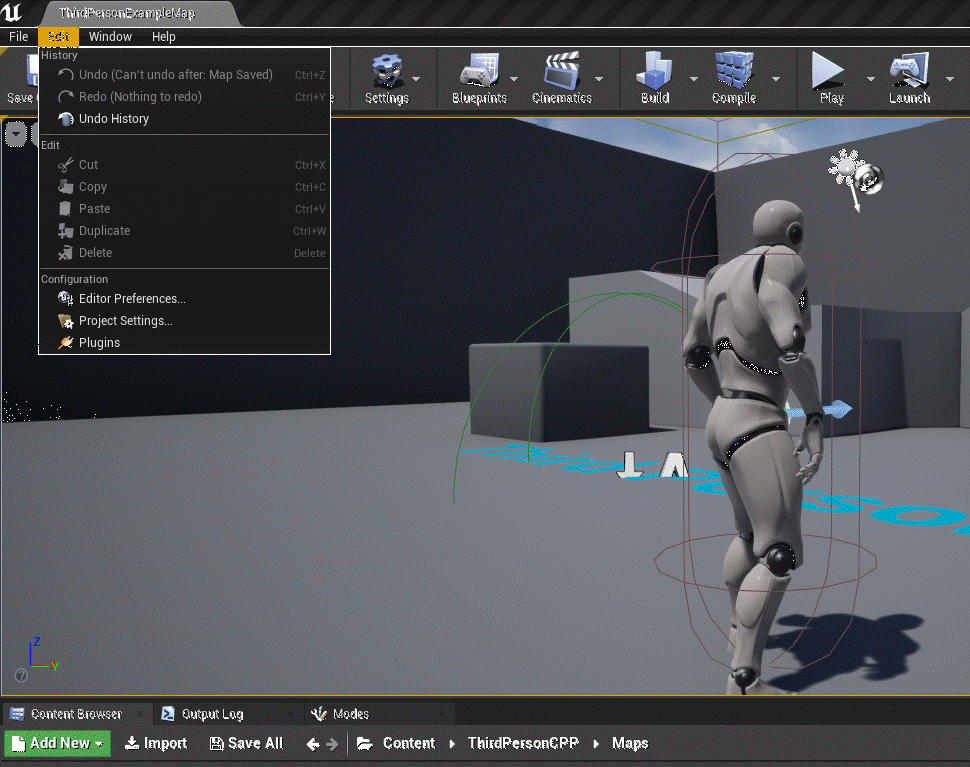 ThirdPersonExampleMap
File Edit Window Help
History
Undo (Can't undo after: Map Saved) Ctrl+Z
Redo (Nothing to redo) Ctrl+Y
Undo History
Edit
Cut Ctrl+X
Copy Ctrl+C
Paste Ctrl+V
Duplicate Ctrl+W
Delete Delete
Configuration
Editor Preferences...
Project Settings...
Plugins
Save
Settings Blueprints Cinematics Build Compile Play Launch
Z
Y
Content Browser Output Log Modes
Add New Import Save All Content ThirdPersonCPP Maps